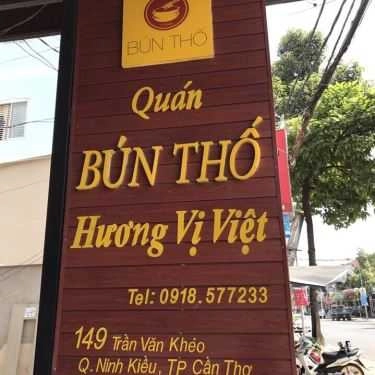 BÚN THỐ
Quán
BÚN THỐ
Hương Vị Việt
Tel: 0918.577233
149 Trần Văn Khéo
Q. Ninh Kiều, TP Cần Thơ